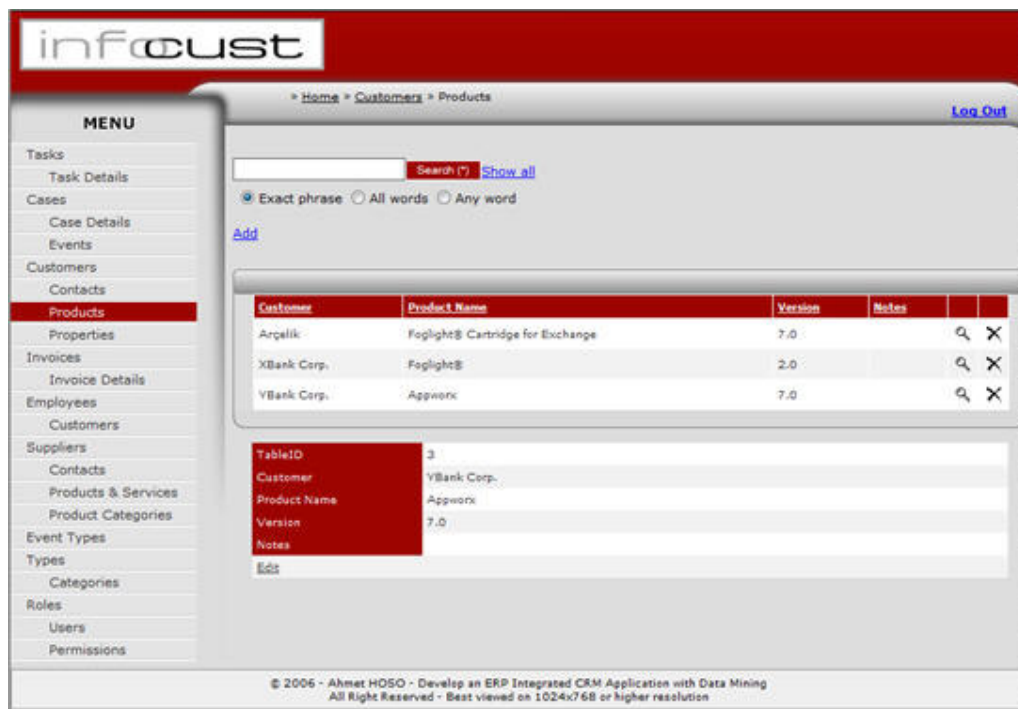 infocust
» Home » Customers » Products
Log Out
MENU
Tasks
Task Details
Cases
Case Details
Events
Customers
Contacts
Products
Properties
Invoices
Invoice Details
Employees
Customers
Suppliers
Contacts
Products & Services
Product Categories
Event Types
Types
Categories
Roles
Users
Permissions
Search (*) Show all
Exact phrase All words Any word
Add
Customer Product Name Version Notes
Arçelik Foglight® Cartridge for Exchange 7.0
XBank Corp. Foglight® 2.0
YBank Corp. Appworx 7.0
TableID 3
Customer YBank Corp.
Product Name Appworx
Version 7.0
Notes
Edit
© 2006 - Ahmet HOSO - Develop an ERP Integrated CRM Application with Data Mining
All Right Reserved - Best viewed on 1024x768 or higher resolution